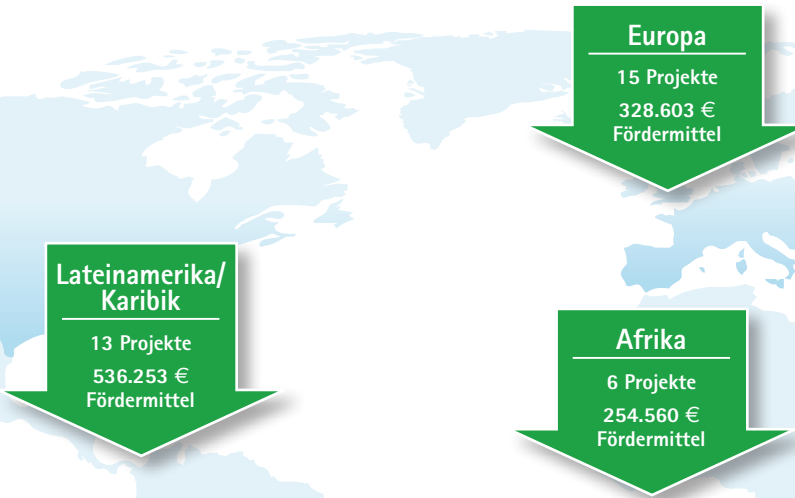 Europa
15 Projekte
328.603 €
Fördermittel
Lateinamerika/
Karibik
13 Projekte
536.253 €
Fördermittel
Afrika
6 Projekte
254.560 €
Fördermittel